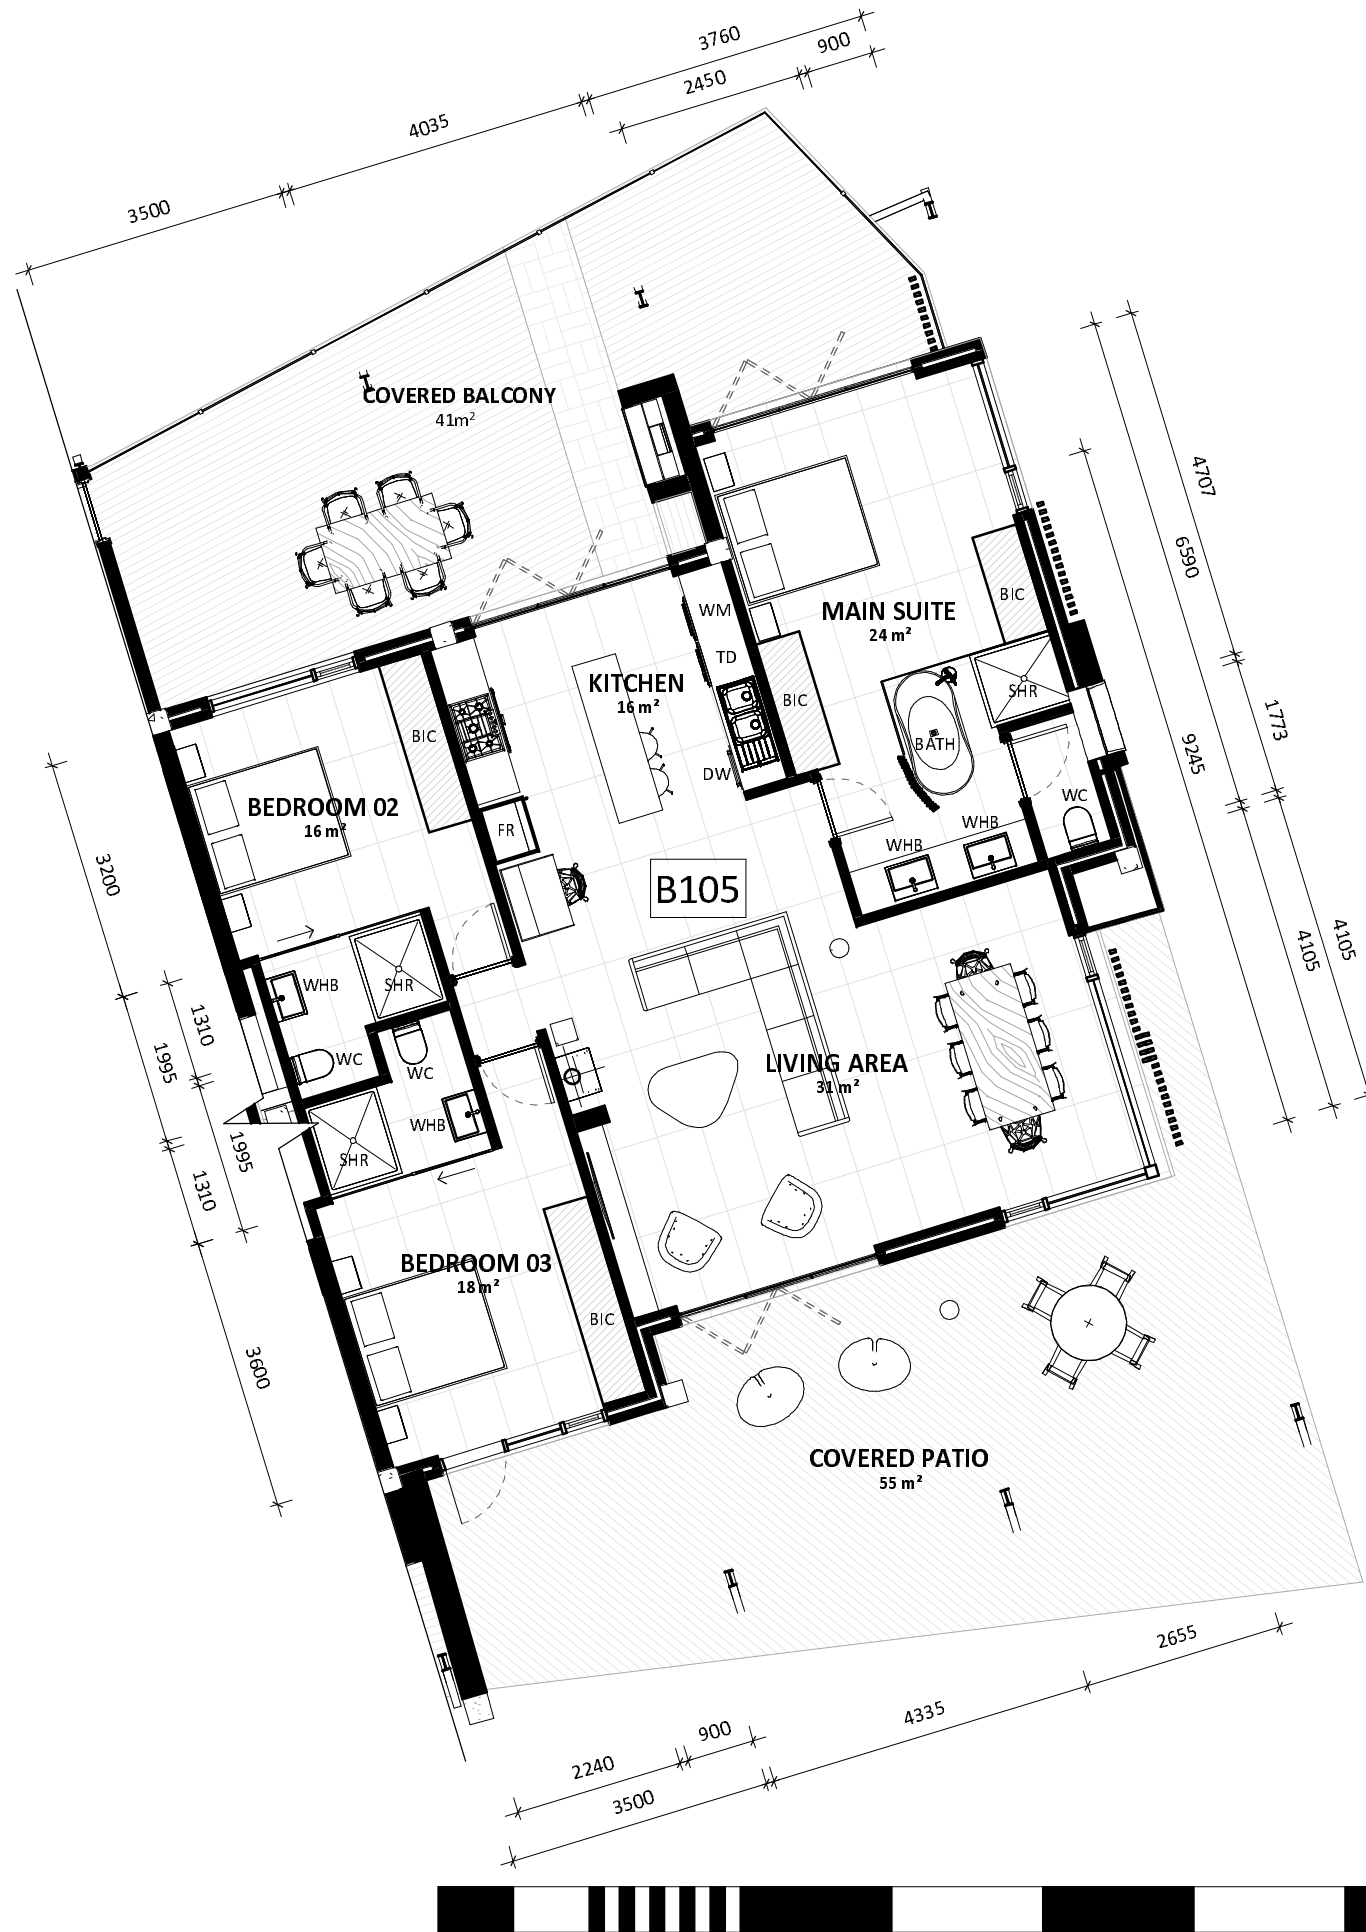 3760
900
2450
4035
3500
COVERED BALCONY
41m²
4707
6590
9245
1773
4105
4105
WM
TD
DW
KITCHEN
16 m²
MAIN SUITE
24 m²
BIC
BIC
SHR
BATH
WC
WHB
WHB
BEDROOM 02
16 m²
BIC
FR
B105
3200
1310
1995
1995
1310
3600
WHB
SHR
WC
WC
WHB
SHR
LIVING AREA
31 m²
BEDROOM 03
18 m²
BIC
COVERED PATIO
55 m²
2655
4335
900
2240
3500